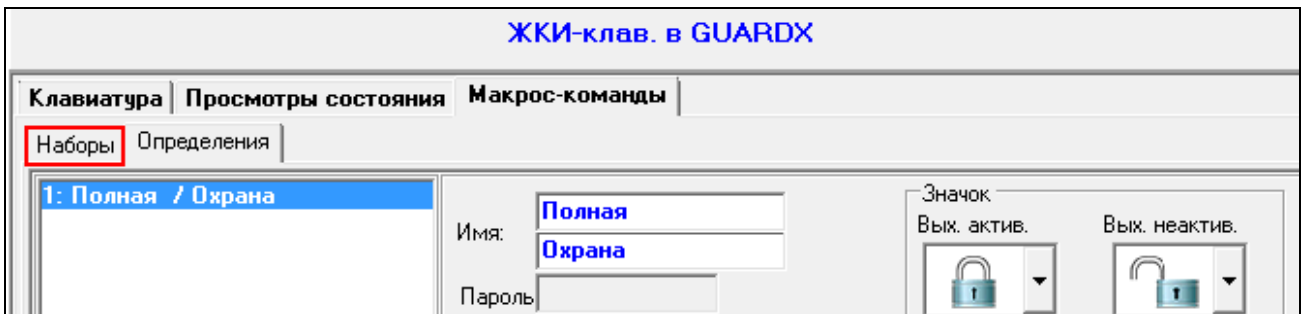 ЖКИ-клав. в GUARDX
Клавиатура Просмотры состояния Макрос-команды
Наборы Определения
1: Полная / Охрана
Имя: Полная
Охрана
Пароль
Значок
Вых. актив. Вых. неактив.